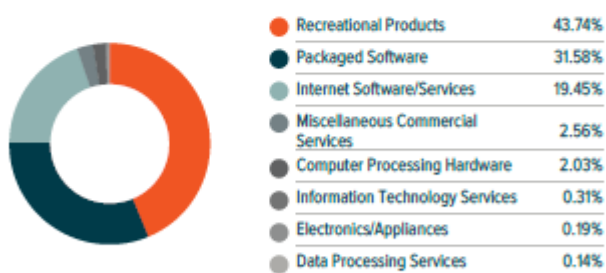 Recreational Products 43.74%
Packaged Software 31.58%
Internet Software/Services 19.45%
Miscellaneous Commercial
Services 2.56%
Computer Processing Hardware 2.03%
Information Technology Services 0.31%
Electronics/Appliances 0.19%
Data Processing Services 0.14%